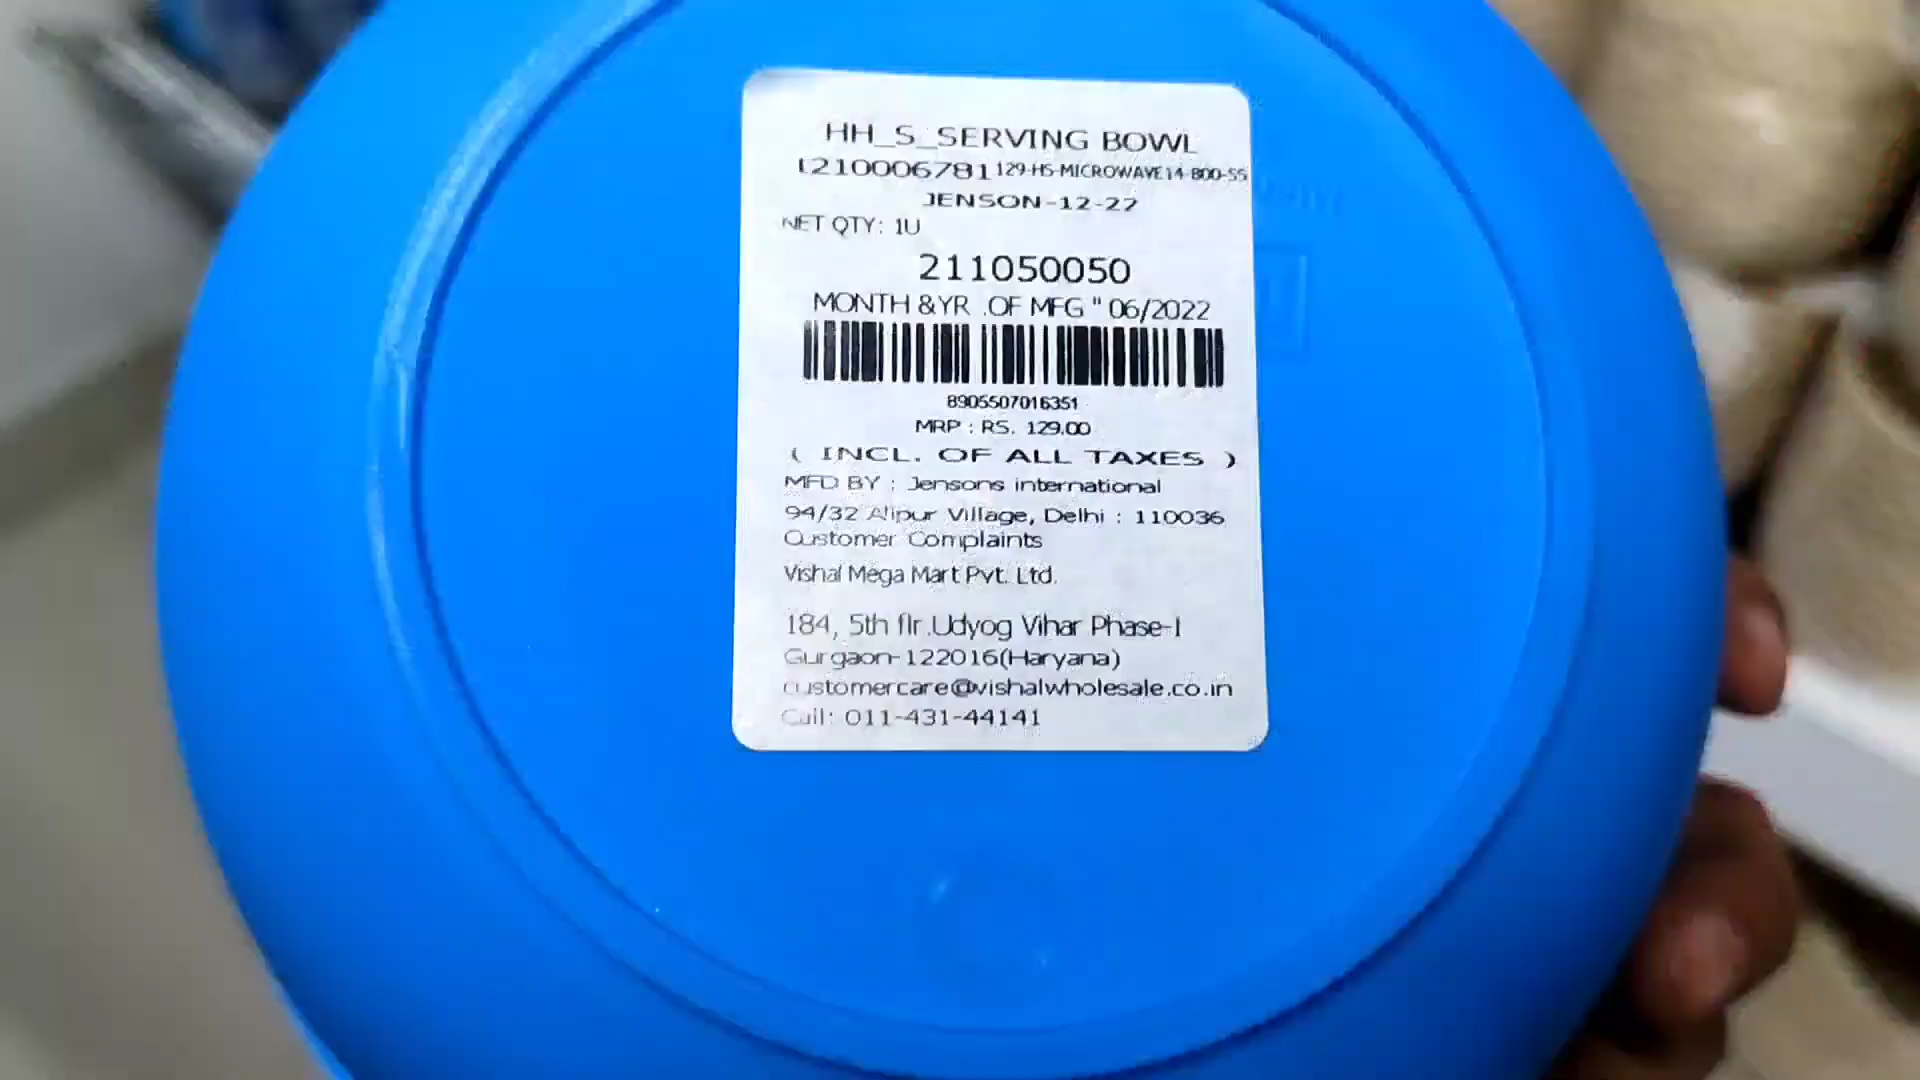 HH_S_SERVING BOWL
1210006781 129-HS-MICROWAVE14-800-SS
JENSON-12-22
NET QTY: 1U
211050050
MONTH &YR .OF MFG " 06/2022
8905507016351
MRP : RS. 129.00
( INCL. OF ALL TAXES )
MFD BY : Jensons international
94/32 Alipur Village, Delhi : 110036
Customer Complaints
Vishal Mega Mart Pvt. Ltd.
184, 5th flr.Udyog Vihar Phase-I
Gurgaon-122016(Haryana)
customercare@vishalwholesale.co.in
Call: 011-431-44141